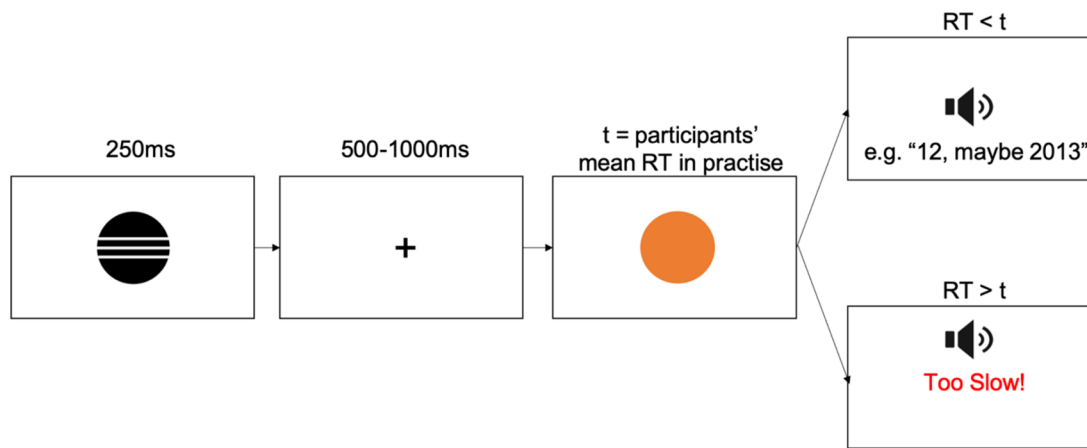 250ms
500-1000ms
t = participants’
mean RT in practise
RT < t
e.g. “12, maybe 2013”
RT > t
Too Slow!